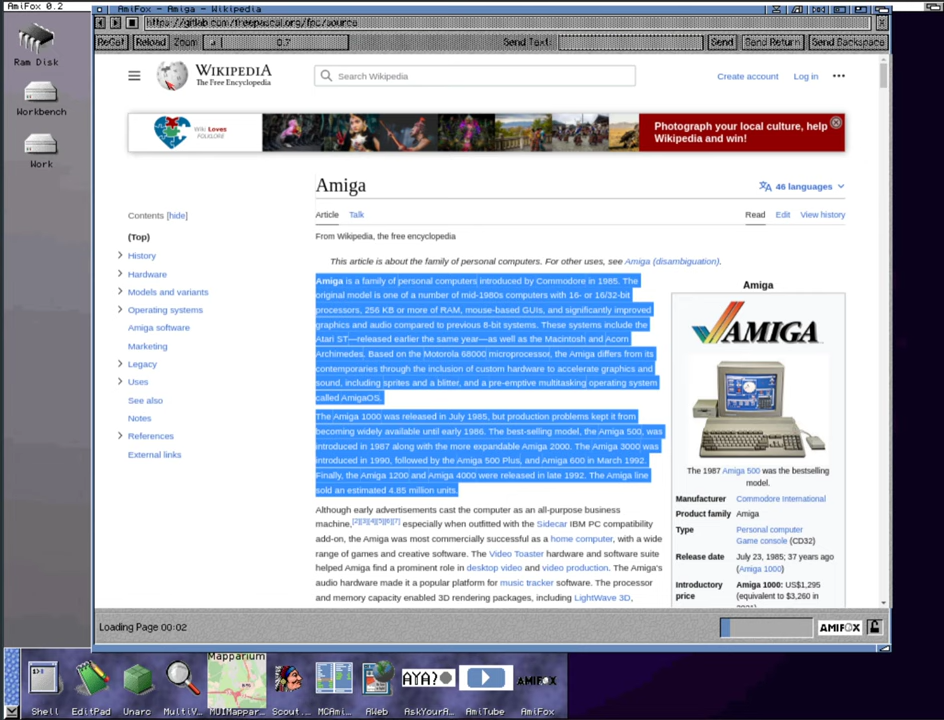 AmiFox 0.2
AmiFox - Amiga - Wikipedia
https://gitlab.com/freepascal.org/fpc/source
ReGet Reload Zoom: 0.7 Send Text: Send Send Return Send Backspace
Ram Disk
Workbench
Work
WIKIPEDIA
The Free Encyclopedia
Search Wikipedia
Create account Log in
Wiki Loves
FOLKLORE
Photograph your local culture, help
Wikipedia and win!
Amiga
46 languages
Article Talk
Read Edit View history
From Wikipedia, the free encyclopedia
Contents [hide]
(Top)
History
Hardware
Models and variants
Operating systems
Amiga software
Marketing
Legacy
Uses
See also
Notes
References
External links
This article is about the family of personal computers. For other uses, see Amiga (disambiguation).
Amiga is a family of personal computers introduced by Commodore in 1985. The
original model is one of a number of mid-1980s computers with 16- or 16/32-bit
processors, 256 KB or more of RAM, mouse-based GUIs, and significantly improved
graphics and audio compared to previous 8-bit systems. These systems include the
Atari ST—released earlier the same year—as well as the Macintosh and Acorn
Archimedes. Based on the Motorola 68000 microprocessor, the Amiga differs from its
contemporaries through the inclusion of custom hardware to accelerate graphics and
sound, including sprites and a blitter, and a pre-emptive multitasking operating system
called AmigaOS.
The Amiga 1000 was released in July 1985, but production problems kept it from
becoming widely available until early 1986. The best-selling model, the Amiga 500, was
introduced in 1987 along with the more expandable Amiga 2000. The Amiga 3000 was
introduced in 1990, followed by the Amiga 500 Plus, and Amiga 600 in March 1992.
Finally, the Amiga 1200 and Amiga 4000 were released in late 1992. The Amiga line
sold an estimated 4.85 million units.
Although early advertisements cast the computer as an all-purpose business
machine,[2][3][4][5][6][7] especially when outfitted with the Sidecar IBM PC compatibility
add-on, the Amiga was most commercially successful as a home computer, with a wide
range of games and creative software. The Video Toaster hardware and software suite
helped Amiga find a prominent role in desktop video and video production. The Amiga's
audio hardware made it a popular platform for music tracker software. The processor
and memory capacity enabled 3D rendering packages, including LightWave 3D,
Amiga
AMIGA
The 1987 Amiga 500 was the bestselling
model.
Manufacturer Commodore International
Product family Amiga
Type Personal computer
Game console (CD32)
Release date July 23, 1985; 37 years ago
(Amiga 1000)
Introductory Amiga 1000: US$1,295
price (equivalent to $3,260 in
Loading Page 00:02
AMIFOX
Mapparium
AYA?
AMIFOX
Shell EditPad Unarc MultiV... MUIMappar... Scout... MCAmi... AWeb AskYourA... AmiTube AmiFox